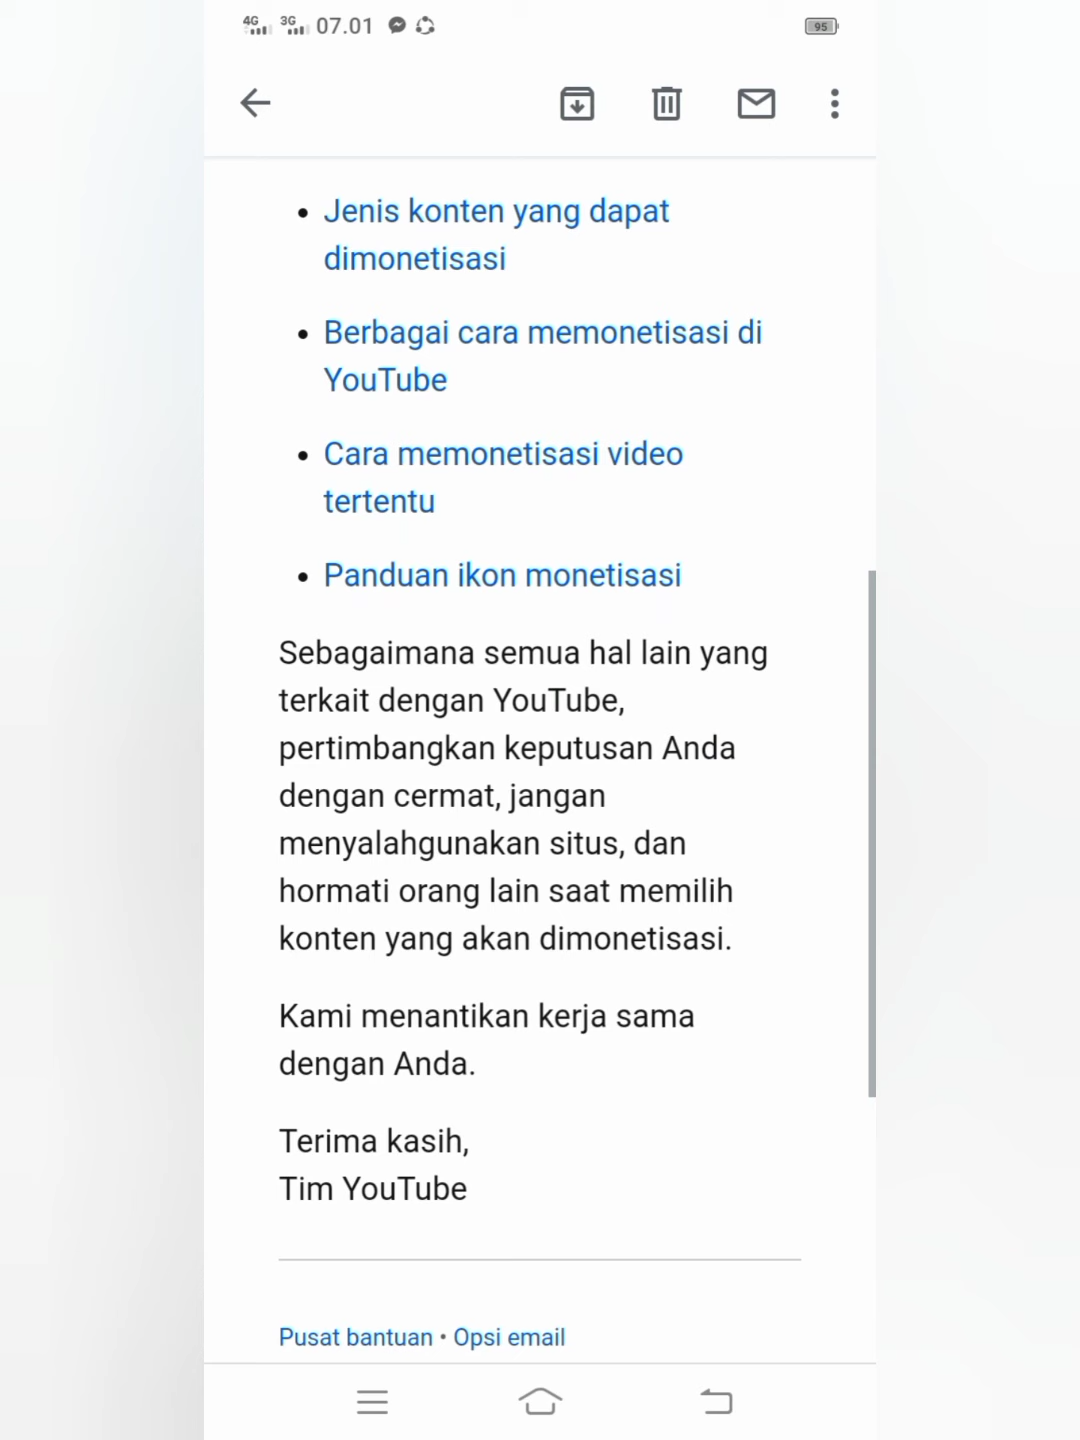 4G 3G 07.01 95
Jenis konten yang dapat
dimonetisasi
Berbagai cara memonetisasi di
YouTube
Cara memonetisasi video
tertentu
Panduan ikon monetisasi
Sebagaimana semua hal lain yang
terkait dengan YouTube,
pertimbangkan keputusan Anda
dengan cermat, jangan
menyalahgunakan situs, dan
hormati orang lain saat memilih
konten yang akan dimonetisasi.
Kami menantikan kerja sama
dengan Anda.
Terima kasih,
Tim YouTube
Pusat bantuan • Opsi email